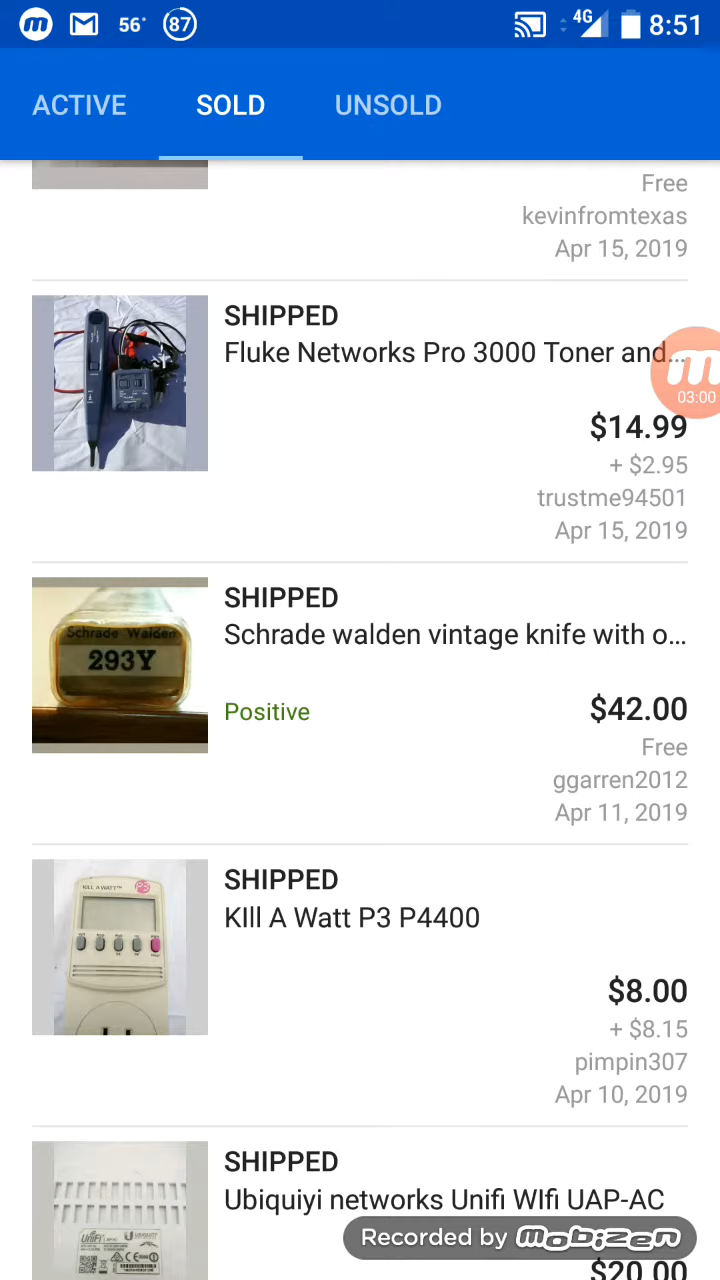 m 56° 87 4G 8:51
ACTIVE SOLD UNSOLD
Free
kevinfromtexas
Apr 15, 2019
SHIPPED
Fluke Networks Pro 3000 Toner and...
m
03:00
$14.99
+ $2.95
trustme94501
Apr 15, 2019
SHIPPED
Schrade walden vintage knife with o...
Schrade Walden
293Y
Positive
$42.00
Free
ggarren2012
Apr 11, 2019
SHIPPED
KIll A Watt P3 P4400
KILL A WATT™
$8.00
+ $8.15
pimpin307
Apr 10, 2019
SHIPPED
Ubiquiyi networks Unifi WIfi UAP-AC
UniFi
Recorded by mobizen
$20.00